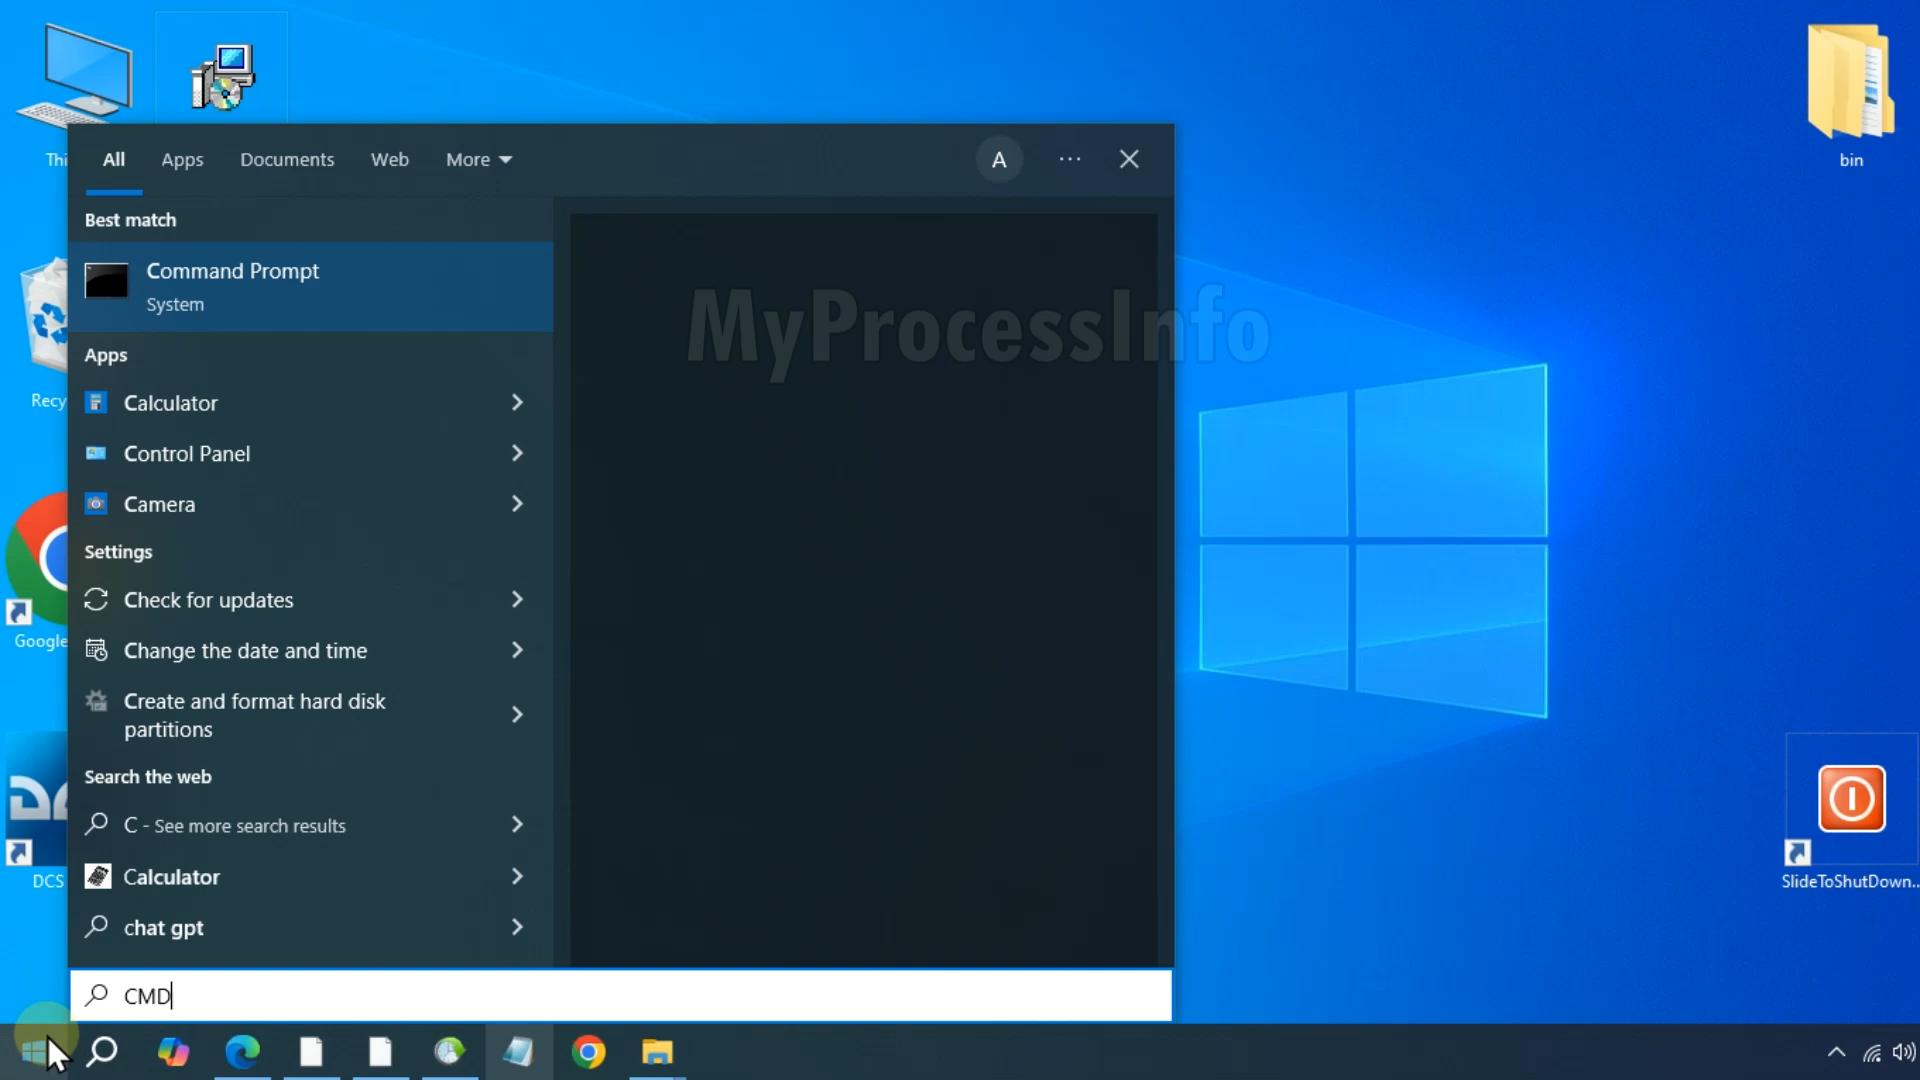 Thi
bin
All Apps Documents Web More
A
Best match
Command Prompt
System
MyProcessInfo
Apps
Calculator
Control Panel
Camera
Recy
Settings
Check for updates
Google
Change the date and time
Create and format hard disk
partitions
Search the web
C - See more search results
Calculator
DCS
SlideToShutDown...
chat gpt
CMD